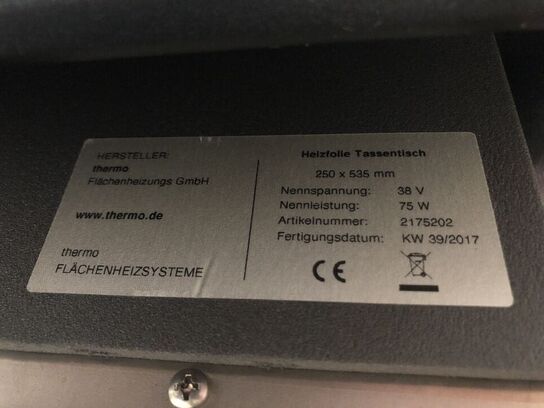 HERSTELLER:
thermo
Flächenheizungs GmbH
www.thermo.de
thermo
FLÄCHENHEIZSYSTEME
Heizfolie Tassentisch
250 x 535 mm
Nennspannung: 38 V
Nennleistung: 75 W
Artikelnummer: 2175202
Fertigungsdatum: KW 39/2017
CE